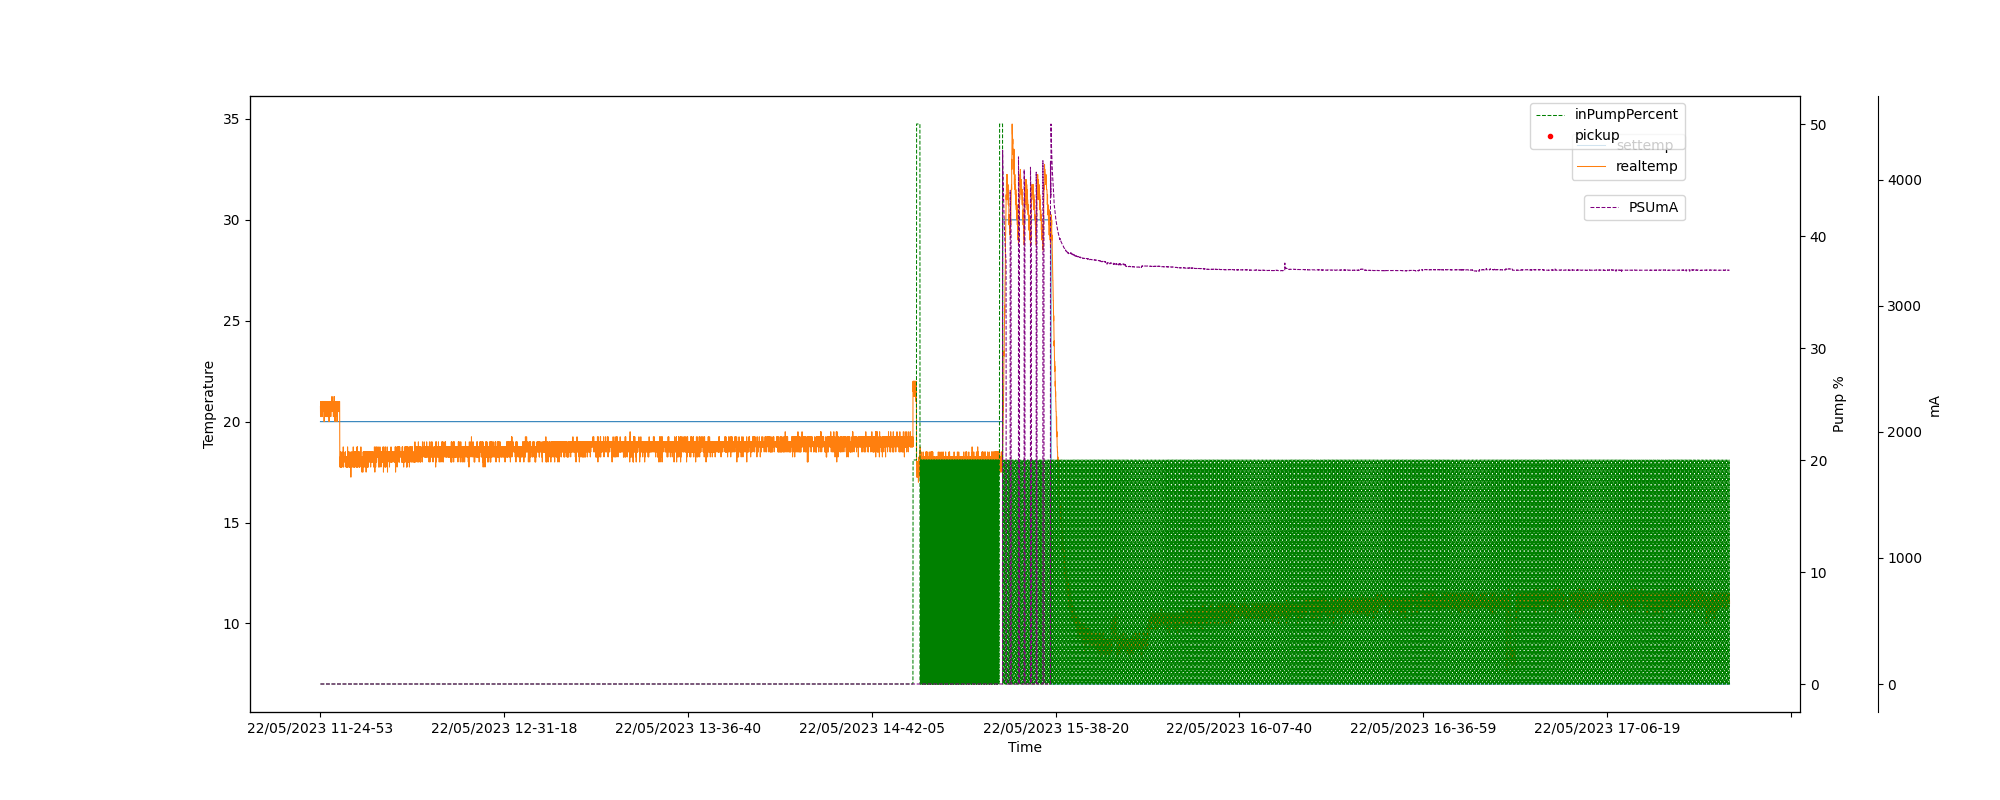 inPumpPercent
pickup
settemp
realtemp
PSUmA
Temperature
35
30
25
20
15
10
50
40
30
20
10
0
Pump %
4000
3000
2000
1000
0
mA
22/05/2023 11-24-53
22/05/2023 12-31-18
22/05/2023 13-36-40
22/05/2023 14-42-05
22/05/2023 15-38-20
22/05/2023 16-07-40
22/05/2023 16-36-59
22/05/2023 17-06-19
Time